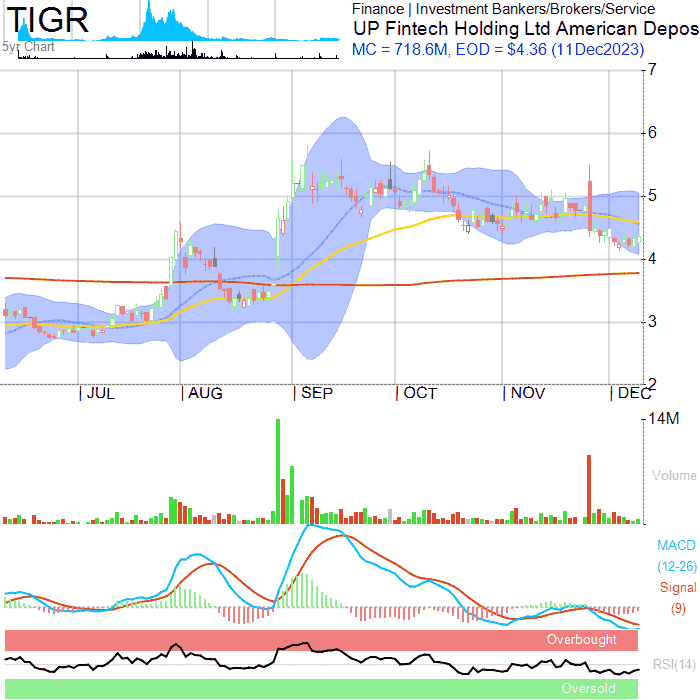 TIGR
5yr Chart
Finance | Investment Bankers/Brokers/Service
UP Fintech Holding Ltd American Depos
MC = 718.6M, EOD = $4.36 (11Dec2023)
7
6
5
4
3
2
JUL
AUG
SEP
OCT
NOV
DEC
14M
Volume
MACD
(12-26)
Signal
(9)
Overbought
RSI(14)
Oversold